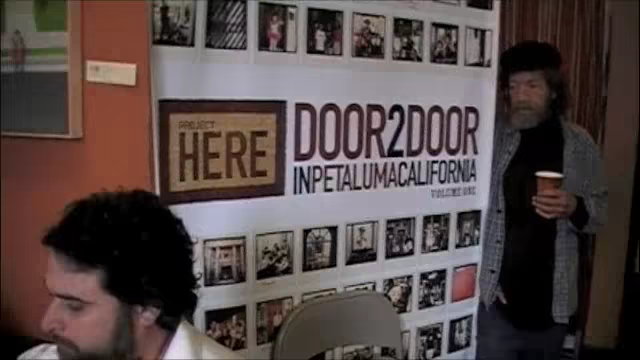 PROJECT
HERE
DOOR2DOOR
INPETALUMACALIFORNIA
VOLUME ONE